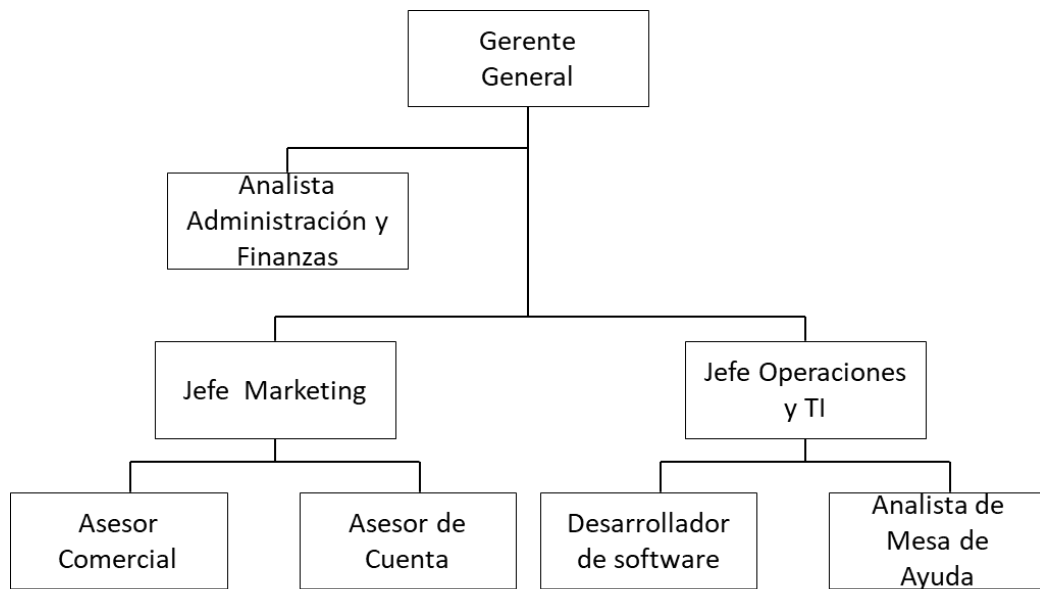 Gerente
General
Analista
Administración y
Finanzas
Jefe  Marketing
Jefe Operaciones
y TI
Asesor
Comercial
Asesor de
Cuenta
Desarrollador
de software
Analista de
Mesa de
Ayuda